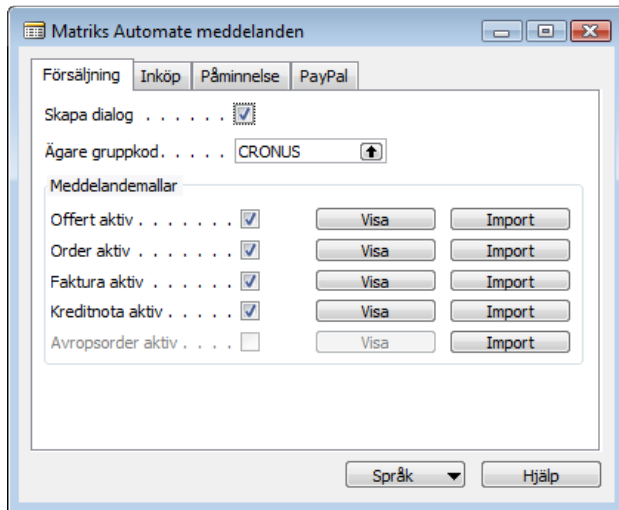 Matriks Automate meddelanden
Försäljning Inköp Påminnelse PayPal
Skapa dialog . . . . . .
Ägare gruppkod. . . . . CRONUS
Meddelandemallar
Offert aktiv . . . . . . . Visa Import
Order aktiv . . . . . . . Visa Import
Faktura aktiv . . . . . . Visa Import
Kreditnota aktiv . . . . . Visa Import
Avropsorder aktiv . . . . Visa Import
Språk Hjälp